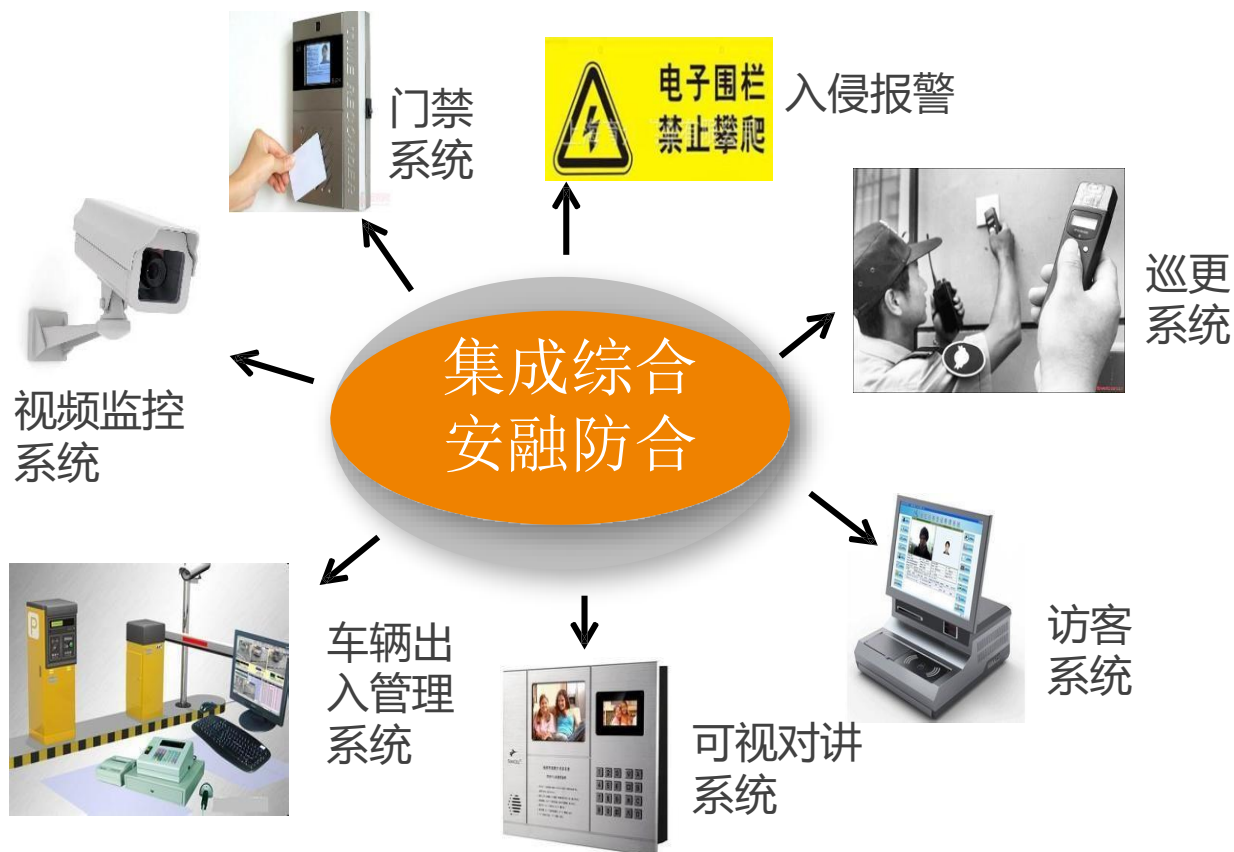 门禁
系统
TIME RECORDER
电子围栏
禁止攀爬
入侵报警
巡更
系统
视频监控
系统
集成综合
安融防合
P
车辆出
入管理
系统
访客
系统
可视对讲
系统